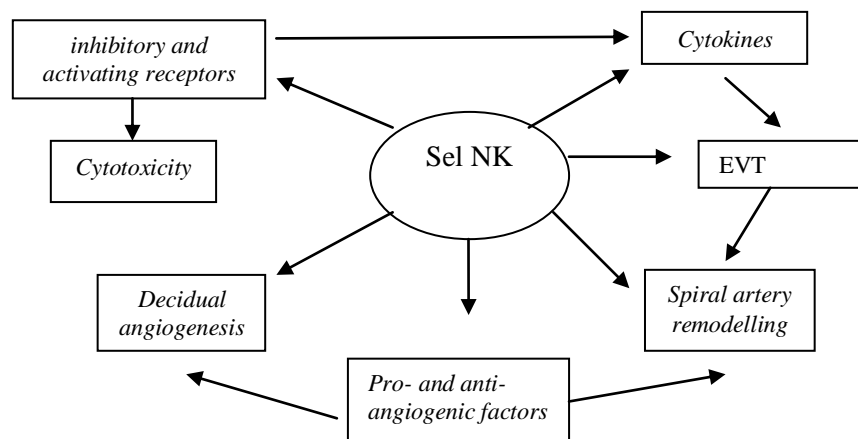 inhibitory and
activating receptors
Cytokines
Cytotoxicity
Sel NK
EVT
Decidual
angiogenesis
Spiral artery
remodelling
Pro- and anti-
angiogenic factors